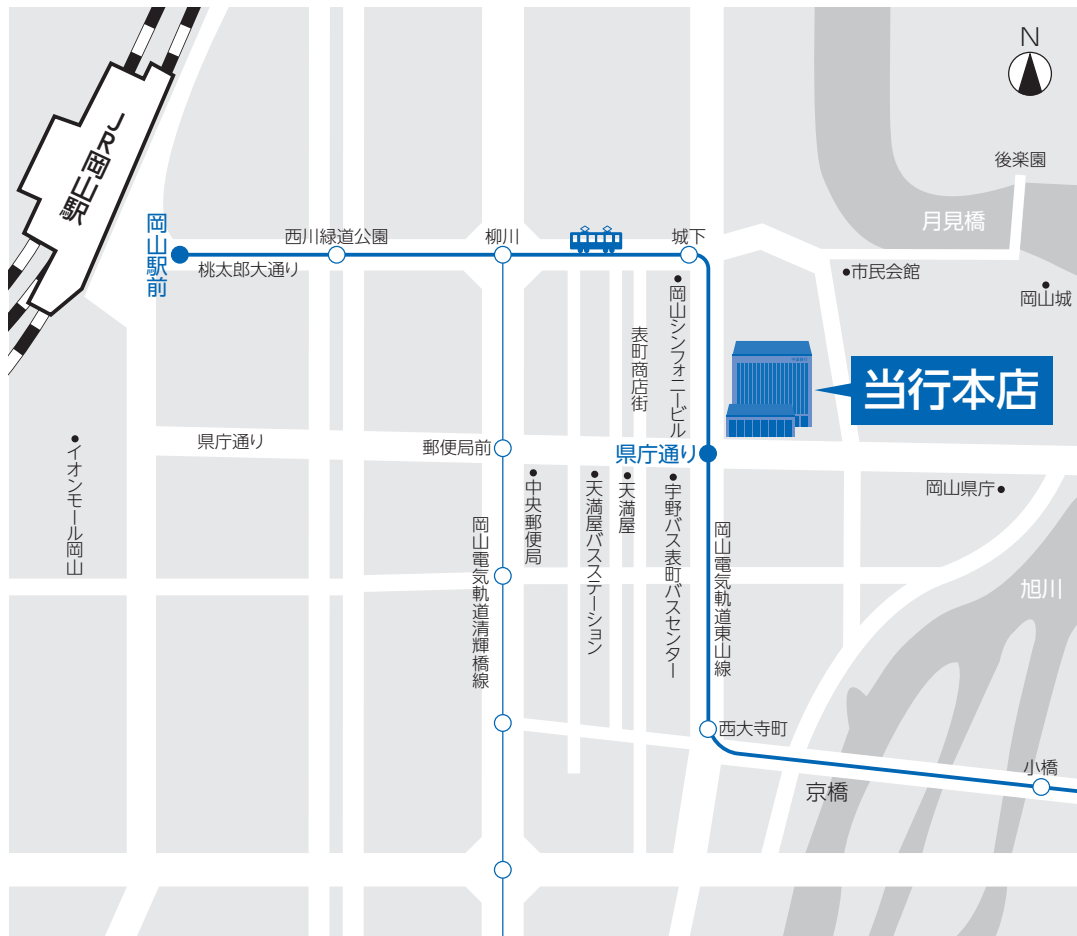 N
JR岡山駅
後楽園
月見橋
岡山駅前
西川緑道公園
柳川
城下
桃太郎大通り
市民会館
岡山城
岡山シンフォニービル
表町商店街
当行本店
県庁通り
郵便局前
県庁通り
イオンモール岡山
中央郵便局
天満屋バスステーション
天満屋
宇野バス表町バスセンター
岡山県庁
岡山電気軌道清輝橋線
岡山電気軌道東山線
旭川
西大寺町
小橋
京橋